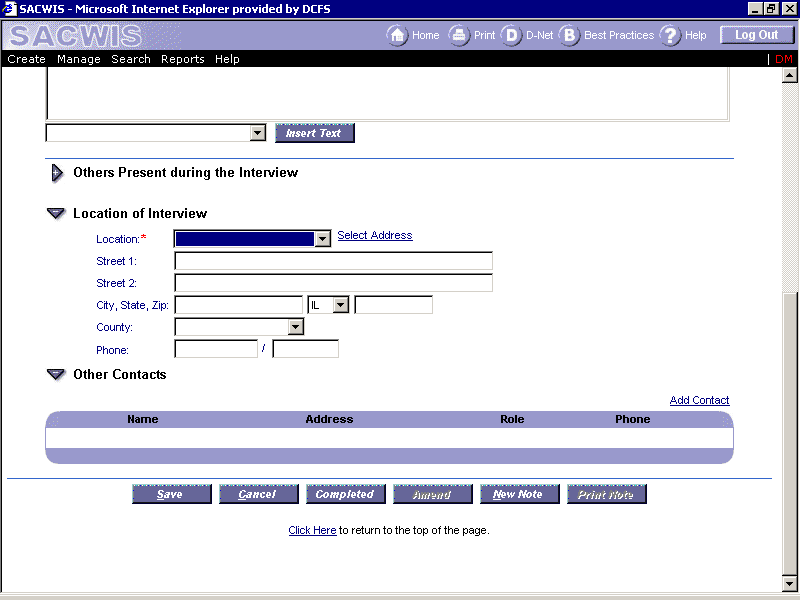 SACWIS - Microsoft Internet Explorer provided by DCFS
SACWIS Home Print D D-Net B Best Practices ? Help Log Out
Create Manage Search Reports Help | DM
Insert Text
Others Present during the Interview
Location of Interview
Location:* Select Address
Street 1:
Street 2:
City, State, Zip: IL
County:
Phone: /
Other Contacts
Add Contact
Name Address Role Phone
Save Cancel Completed Amend New Note Print Note
Click Here to return to the top of the page.